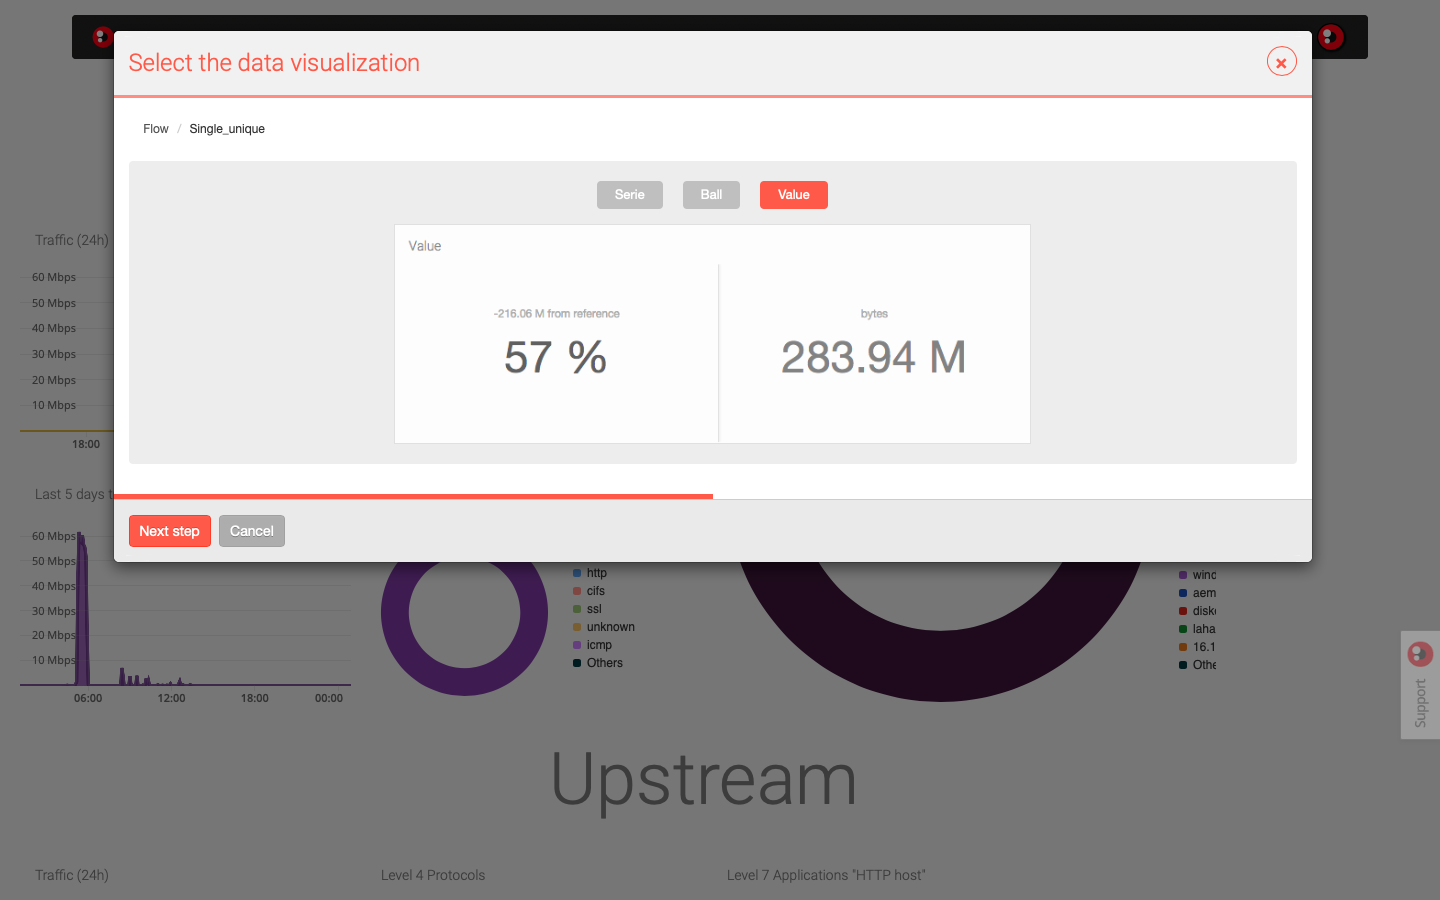 Select the data visualization
Flow / Single_unique
Serie
Ball
Value
Value
-216.06 M from reference
57 %
bytes
283.94 M
Next step
Cancel
Traffic (24h)
60 Mbps
50 Mbps
40 Mbps
30 Mbps
20 Mbps
10 Mbps
18:00
Last 5 days
60 Mbps
50 Mbps
40 Mbps
30 Mbps
20 Mbps
10 Mbps
06:00
12:00
18:00
00:00
http
cifs
ssl
unknown
icmp
Others
wind
aem
disk
laha
16.1
Othe
Support
Upstream
Traffic (24h)
Level 4 Protocols
Level 7 Applications "HTTP host"